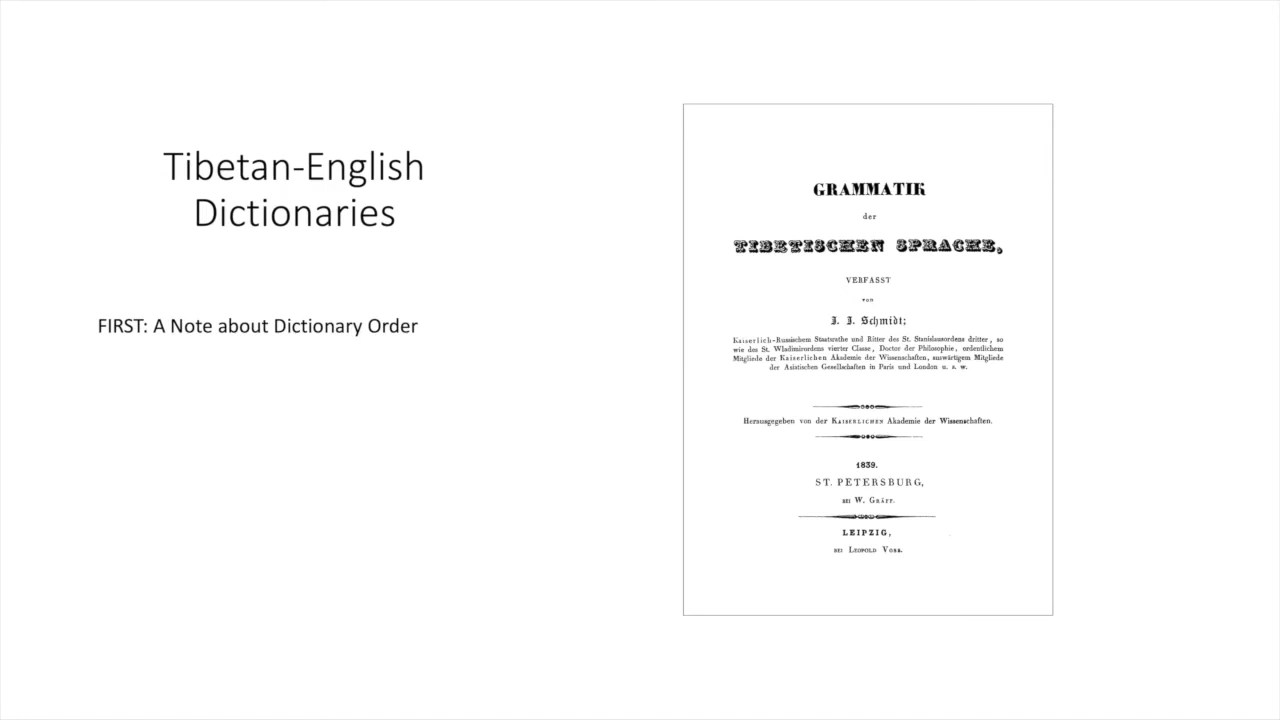 Tibetan-English
Dictionaries
FIRST: A Note about Dictionary Order
GRAMMATIK
der
TIBETISCHEN SPRACHE,
VERFASST
von
I. J. Schmidt;
Kaiserlich-Russischem Staatsrathe und Ritter des St. Stanislausordens dritter, so
wie des St. Wladimirordens vierter Classe, Doctor der Philosophie, ordentlichem
Mitgliede der Kaiserlichen Akademie der Wissenschaften, auswärtigem Mitgliede
der Asiatischen Gesellschaften in Paris und London u. s. w.
Herausgegeben von der KAISERLICHEN Akademie der Wissenschaften.
1839.
ST. PETERSBURG,
BEI W. GRÄFF.
LEIPZIG,
BEI LEOPOLD VOSS.